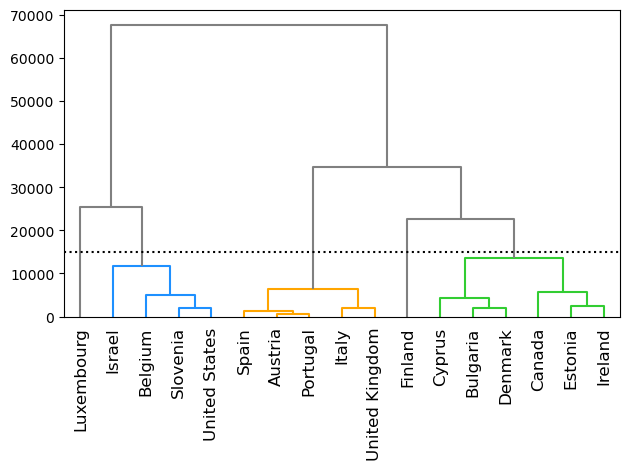 70000
60000
50000
40000
30000
20000
10000
0
Luxembourg
Israel
Belgium
Slovenia
United States
Spain
Austria
Portugal
Italy
United Kingdom
Finland
Cyprus
Bulgaria
Denmark
Canada
Estonia
Ireland